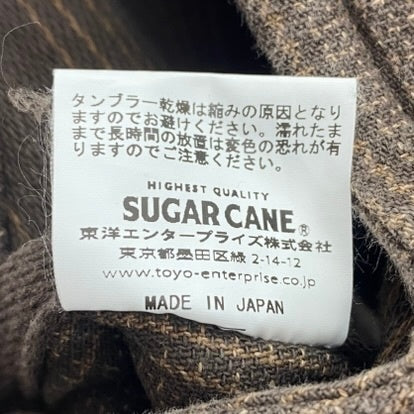 タンブラー乾燥は縮みの原因となり
ますのでお避けください。濡れたま
まで長時間の放置は変色の恐れが有
りますのでご注意ください。
HIGHEST QUALITY
SUGAR CANE®
東洋エンタープライズ株式会社
東京都墨田区緑2-14-12
www.toyo-enterprise.co.jp
MADE IN JAPAN